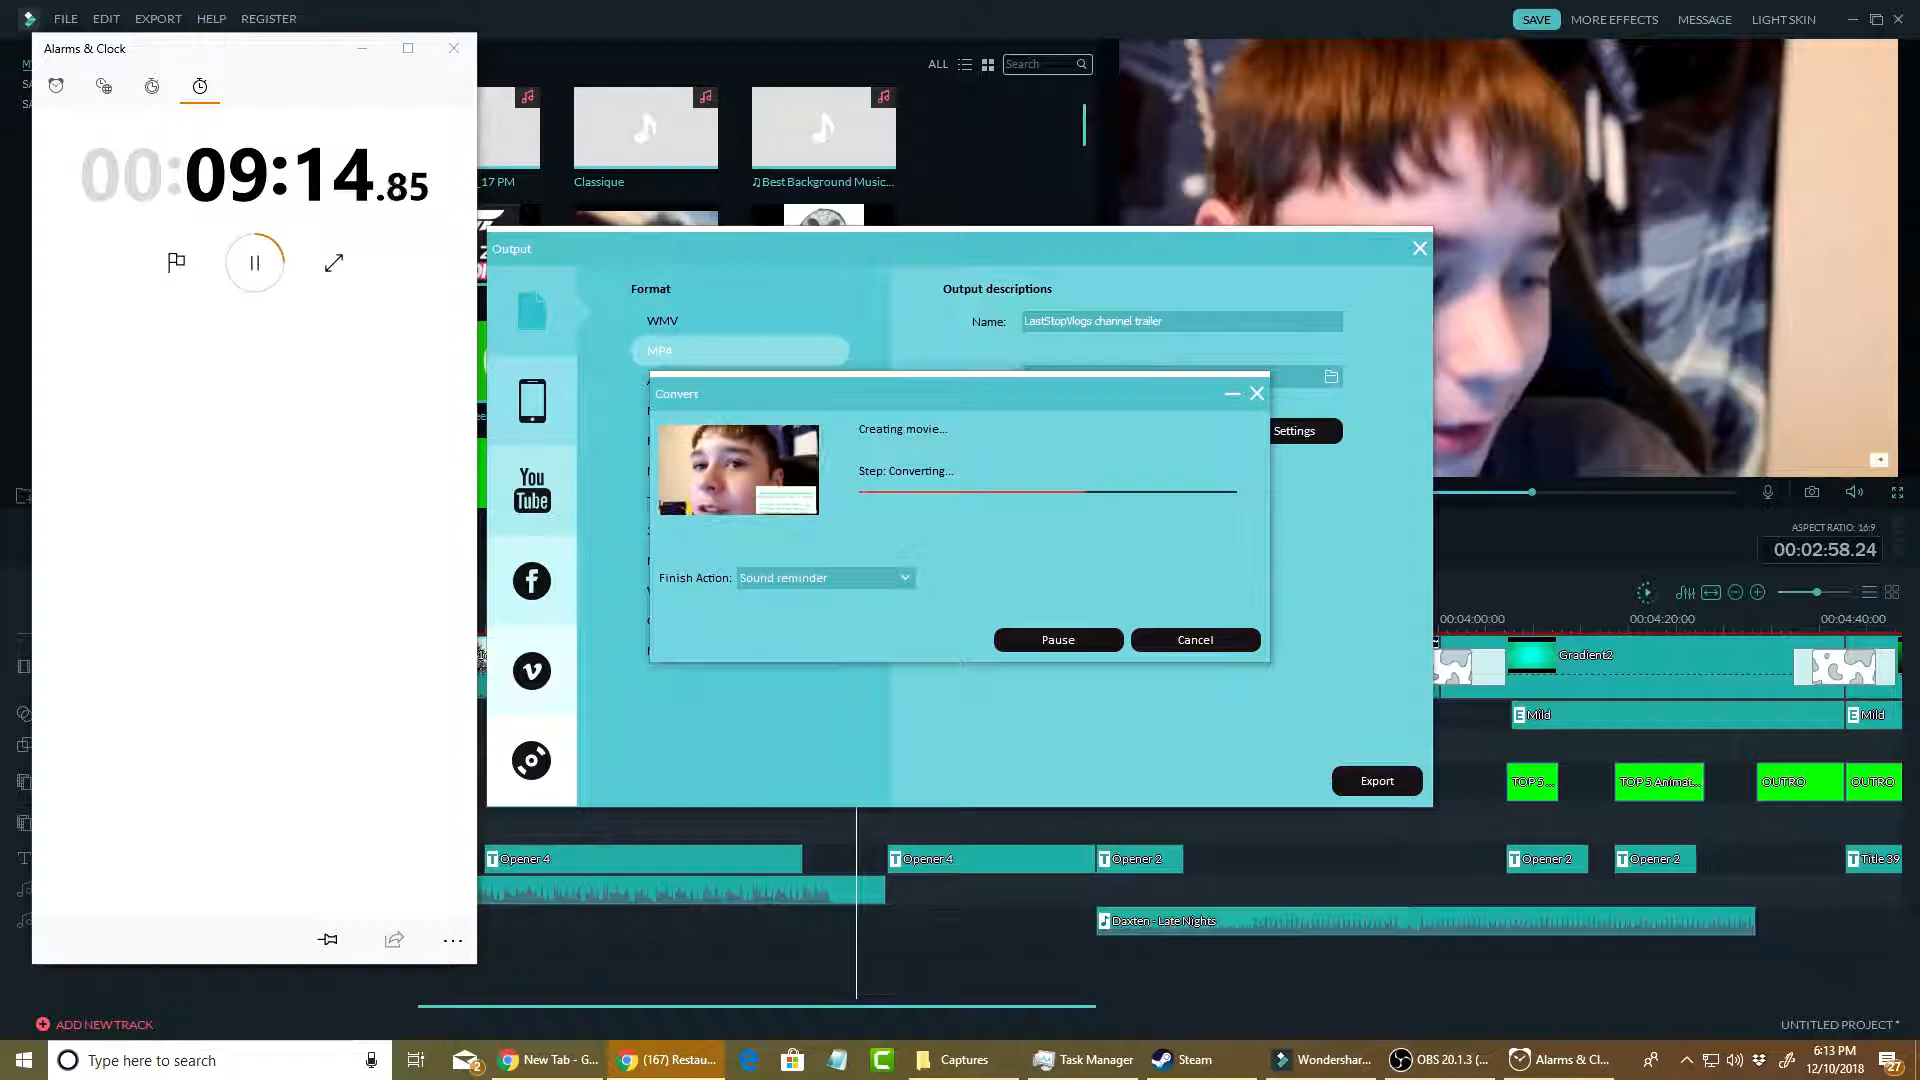 FILE EDIT EXPORT HELP REGISTER
SAVE MORE EFFECTS MESSAGE LIGHT SKIN
Alarms & Clock
00:09:14.85
ALL Search
_17 PM Classique ♫Best Background Music...
Output
Format
WMV
MP4
Output descriptions
Name: LastStopVlogs channel trailer
Settings
You
Tube
Convert
Creating movie...
Step: Converting...
Finish Action: Sound reminder
Pause Cancel
Export
ASPECT RATIO: 16:9
00:02:58.24
00:04:00:00 00:04:20:00 00:04:40:00
Gradient2
E Mild E Mild
TOP 5... TOP 5 Animat... OUTRO OUTRO
T Opener 4 T Opener 4 T Opener 2 T Opener 2 T Opener 2 T Title 39
Daxten - Late Nights
ADD NEW TRACK
UNTITLED PROJECT *
Type here to search
2
New Tab - G...
(167) Restau...
Captures
Task Manager
Steam
Wondershar...
OBS 20.1.3 (...
Alarms & Cl...
6:13 PM
12/10/2018
27